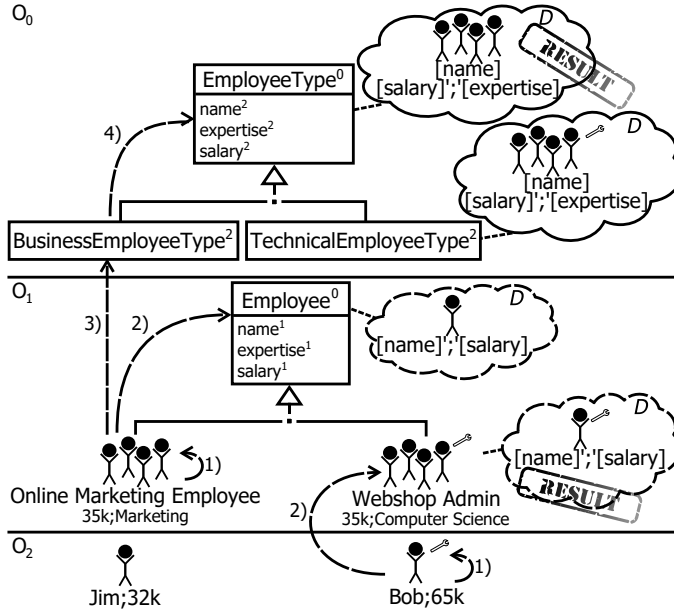 O0
D
[name]
[salary]';'[expertise]
RESULT
EmployeeType0
name2
expertise2
salary2
4)
D
[name]
[salary]';'[expertise]
BusinessEmployeeType2
TechnicalEmployeeType2
O1
3)
2)
Employee0
name1
expertise1
salary1
D
[name]';'[salary]
1)
Online Marketing Employee
35k;Marketing
2)
Webshop Admin
35k;Computer Science
D
[name]';'[salary]
RESULT
O2
Jim;32k
1)
Bob;65k